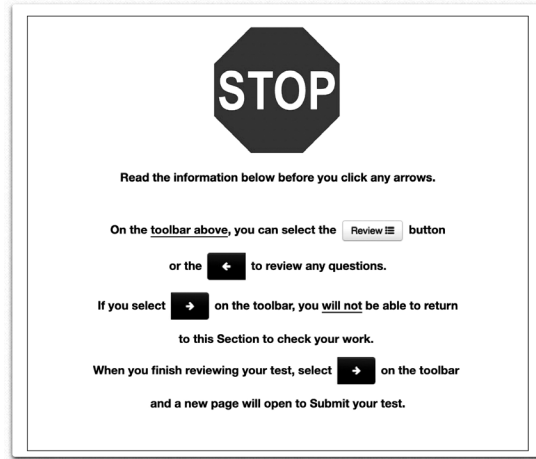 STOP
Read the information below before you click any arrows.
On the toolbar above, you can select the Review button
or the to review any questions.
If you select on the toolbar, you will not be able to return
to this Section to check your work.
When you finish reviewing your test, select on the toolbar
and a new page will open to Submit your test.